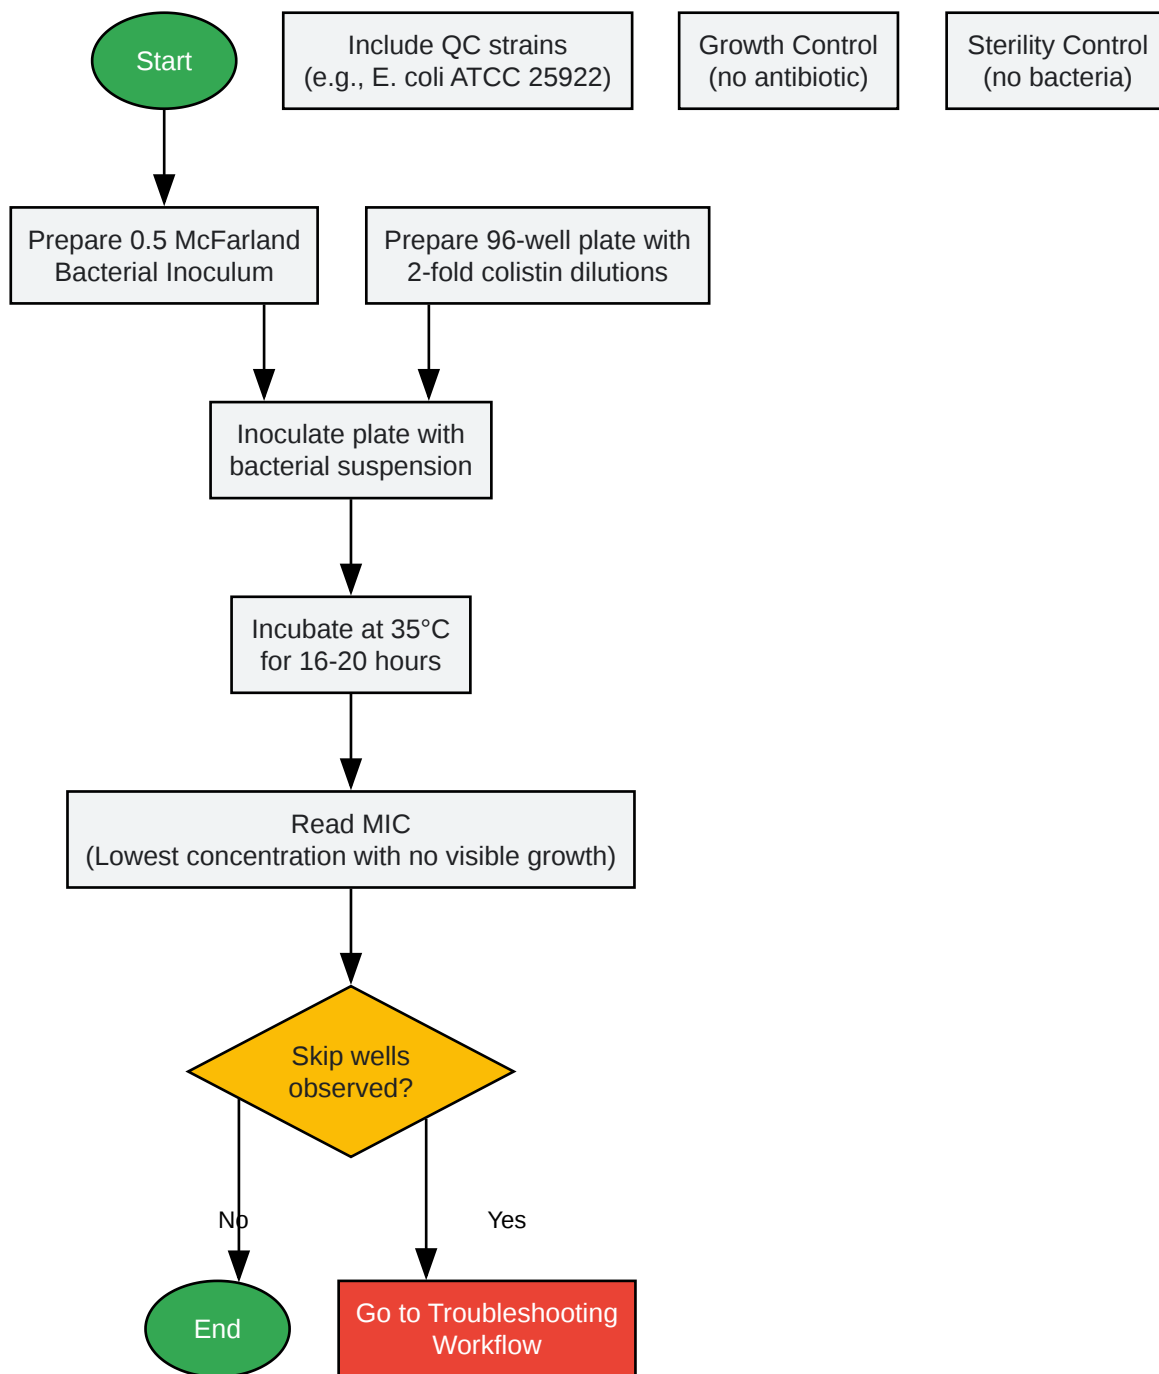 Start
Include QC strains
(e.g., E. coli ATCC 25922)
Growth Control
(no antibiotic)
Sterility Control
(no bacteria)
Prepare 0.5 McFarland
Bacterial Inoculum
Prepare 96-well plate with
2-fold colistin dilutions
Inoculate plate with
bacterial suspension
Incubate at 35°C
for 16-20 hours
Read MIC
(Lowest concentration with no visible growth)
Skip wells
observed?
No
Yes
End
Go to Troubleshooting
Workflow